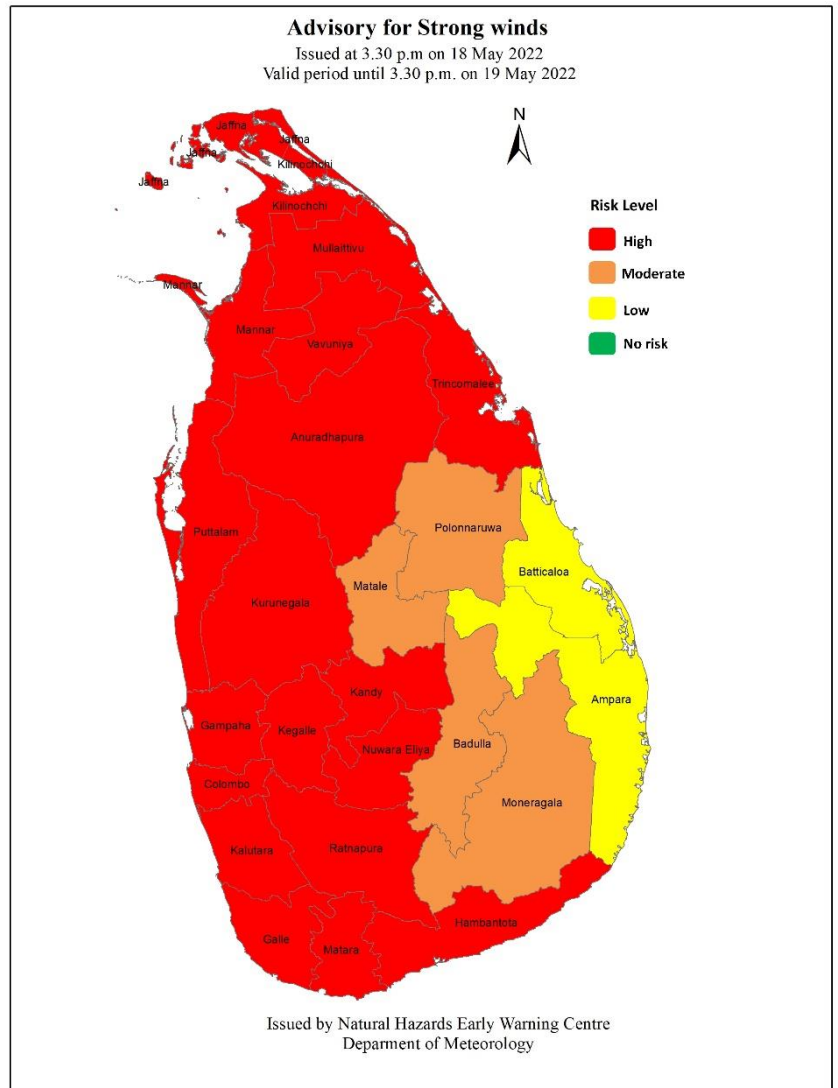 Advisory for Strong winds
Issued at 3.30 p.m on 18 May 2022
Valid period until 3.30 p.m. on 19 May 2022
N
Jaffna
Jaffna
Jaffna
Kilinochchi
Jaffna
Kilinochchi
Risk Level
High
Mullaittivu
Moderate
Mannar
Low
Mannar
Vavuniya
No risk
Trincomalee
Anuradhapura
Polonnaruwa
Puttalam
Batticaloa
Matale
Kurunegala
Kandy
Ampara
Gampaha
Kegalle
Nuwara Eliya
Badulla
Colombo
Moneragala
Kalutara
Ratnapura
Hambantota
Galle
Matara
Issued by Natural Hazards Early Warning Centre
Deparment of Meteorology